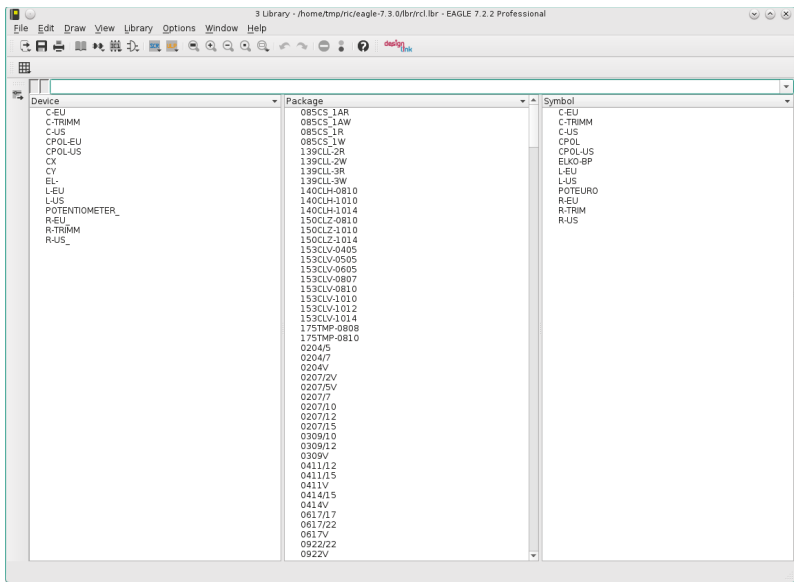 3 Library - /home/tmp/ric/eagle-7.3.0/lbr/rcl.lbr - EAGLE 7.2.2 Professional
File Edit Draw View Library Options Window Help
design link
Device
C-EU
C-TRIMM
C-US
CPOL-EU
CPOL-US
CX
CY
EL-
L-EU
L-US
POTENTIOMETER_
R-EU_
R-TRIMM
R-US_
Package
085CS_1AR
085CS_1AW
085CS_1R
085CS_1W
139CLL-2R
139CLL-2W
139CLL-3R
139CLL-3W
140CLH-0810
140CLH-1010
140CLH-1014
150CLZ-0810
150CLZ-1010
150CLZ-1014
153CLV-0405
153CLV-0505
153CLV-0605
153CLV-0807
153CLV-0810
153CLV-1010
153CLV-1012
153CLV-1014
175TMP-0808
175TMP-0810
0204/5
0204/7
0204V
0207/2V
0207/5V
0207/7
0207/10
0207/12
0207/15
0309/10
0309/12
0309V
0411/12
0411/15
0411V
0414/15
0414V
0617/17
0617/22
0617V
0922/22
0922V
Symbol
C-EU
C-TRIMM
C-US
CPOL
CPOL-US
ELKO-BP
L-EU
L-US
POTEURO
R-EU
R-TRIM
R-US